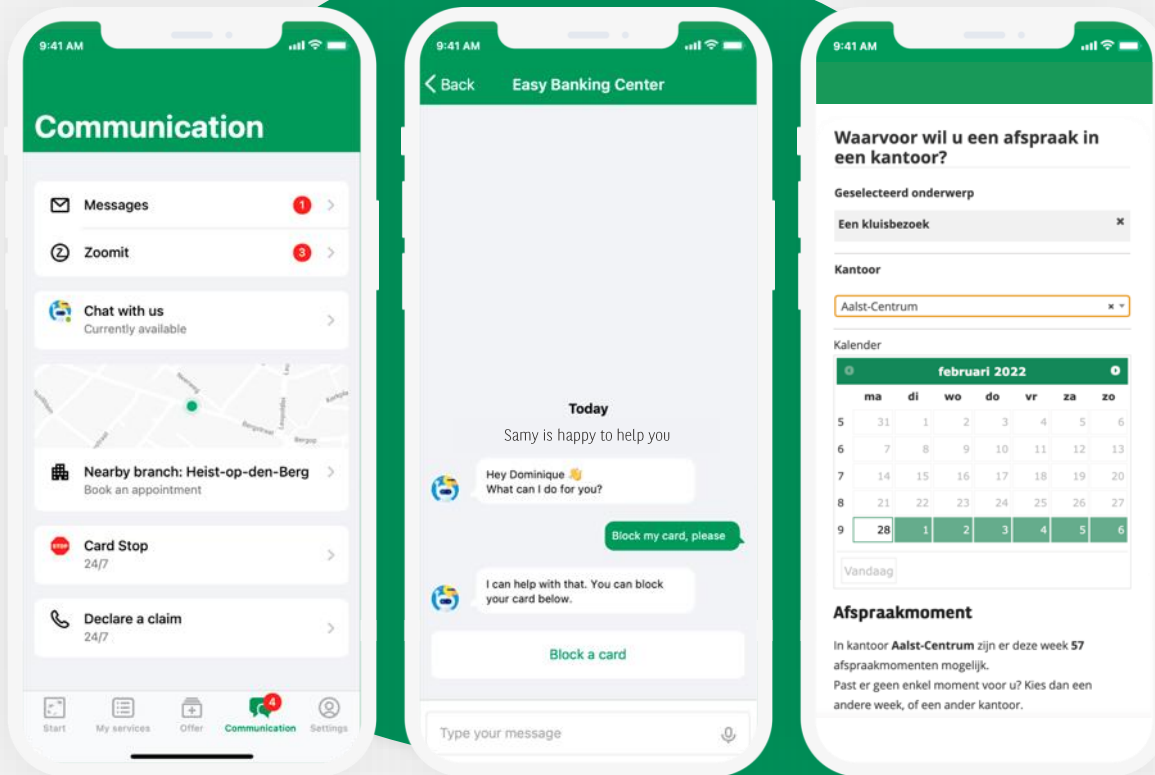 9:41 AM
Communication
Messages 1
Zoomit 3
Chat with us
Currently available
Bergstraat
Nearby branch: Heist-op-den-Berg
Book an appointment
STOP
Card Stop
24/7
Declare a claim
24/7
4
Start My services Offer Communication Settings
9:41 AM
Back Easy Banking Center
Today
Samy is happy to help you
Hey Dominique 👋
What can I do for you?
Block my card, please
I can help with that. You can block
your card below.
Block a card
Type your message
9:41 AM
Waarvoor wil u een afspraak in
een kantoor?
Geselecteerd onderwerp
Een kluisbezoek
Kantoor
Aalst-Centrum
Kalender
februari 2022
ma di wo do vr za zo
5 31 1 2 3 4 5 6
6 7 8 9 10 11 12 13
7 14 15 16 17 18 19 20
8 21 22 23 24 25 26 27
9 28 1 2 3 4 5 6
Vandaag
Afspraakmoment
In kantoor Aalst-Centrum zijn er deze week 57
afspraakmomenten mogelijk.
Past er geen enkel moment voor u? Kies dan een
andere week, of een ander kantoor.